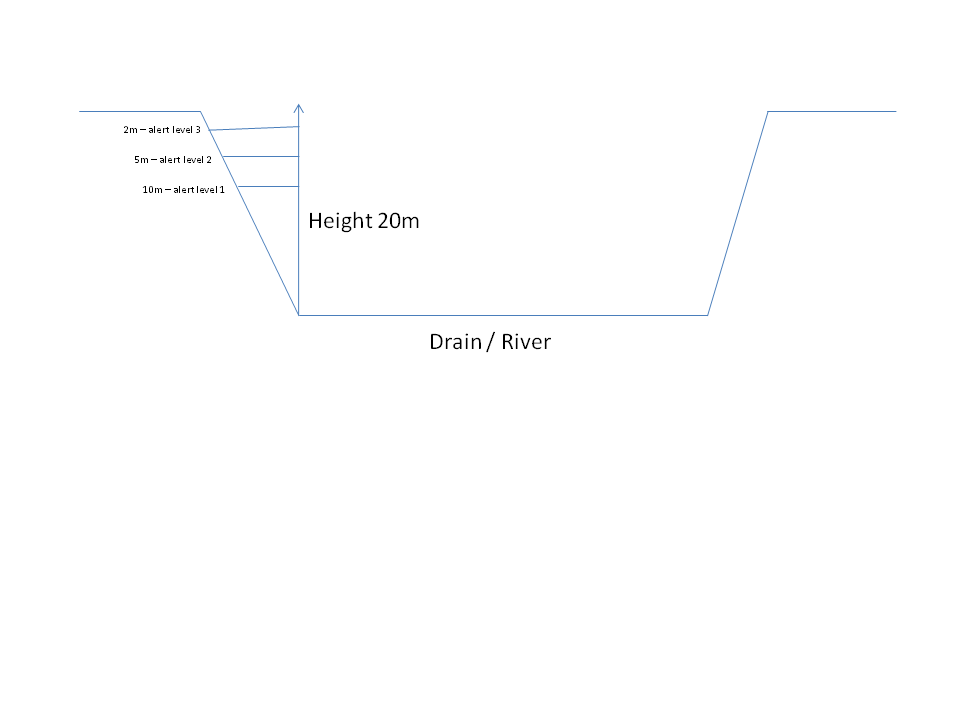 2m – alert level 3
5m – alert level 2
10m – alert level 1
Height 20m
Drain / River